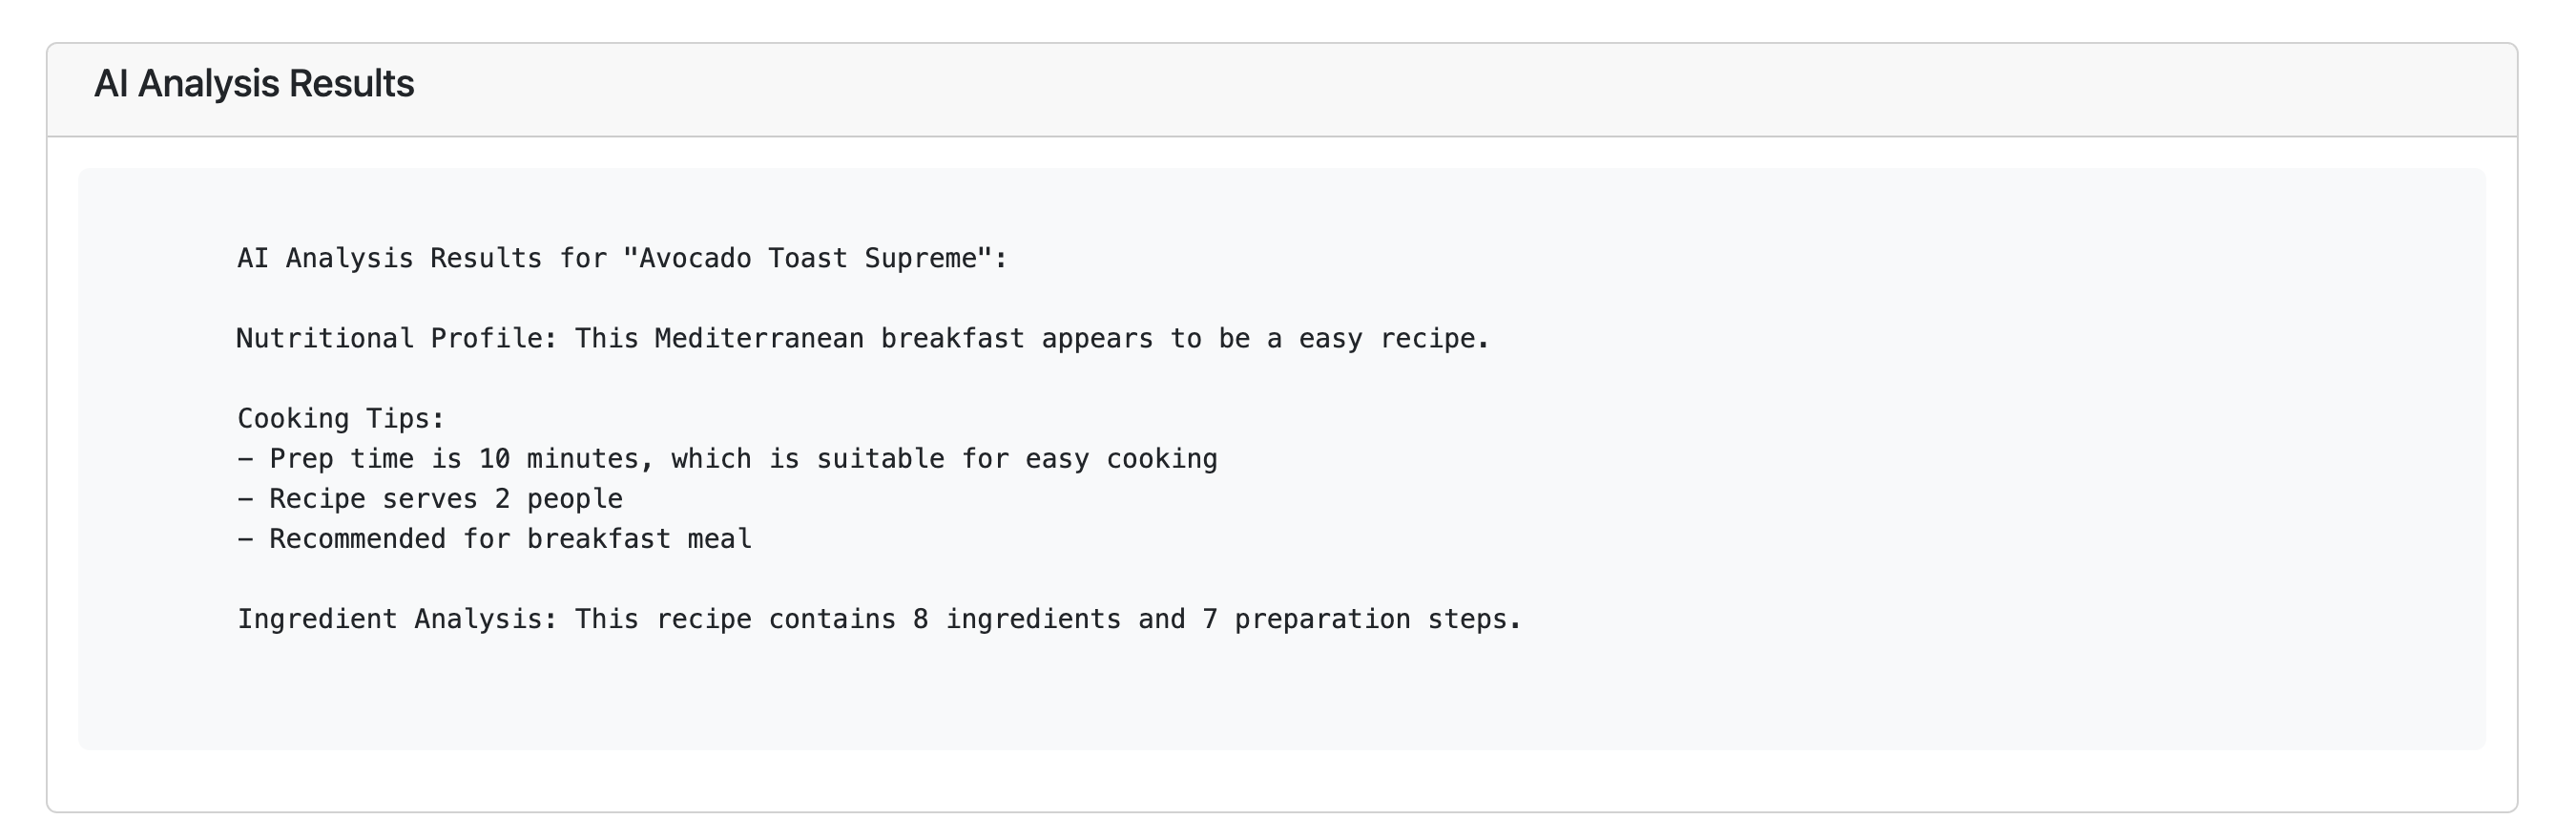 AI Analysis Results
AI Analysis Results for "Avocado Toast Supreme":
Nutritional Profile: This Mediterranean breakfast appears to be a easy recipe.
Cooking Tips:
- Prep time is 10 minutes, which is suitable for easy cooking
- Recipe serves 2 people
- Recommended for breakfast meal
Ingredient Analysis: This recipe contains 8 ingredients and 7 preparation steps.